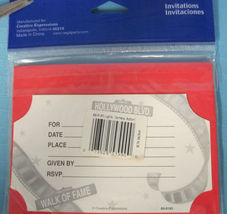 Manufactured for
Creative Expressions
Indianapolis, Indiana 46219
Made in China
Invitations
Invitaciones
HOLLYWOOD BLVD.
FOR
DATE
PLACE
GIVEN BY
RSVP
WALK OF FAME